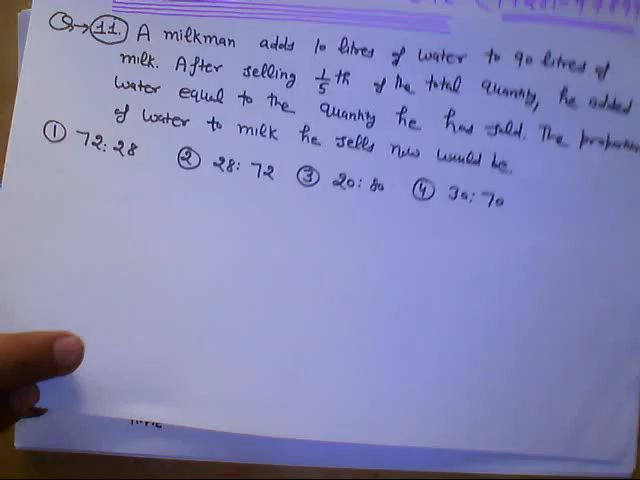 Q→ 11. A milkman adds 10 litres of water to 90 litres of
milk. After selling 1/5 th of the total quantity, he added
water equal to the quantity he has sold. The proportion
of water to milk he sells now would be.
① 72:28 ② 28:72 ③ 20:80 ④ 30:70